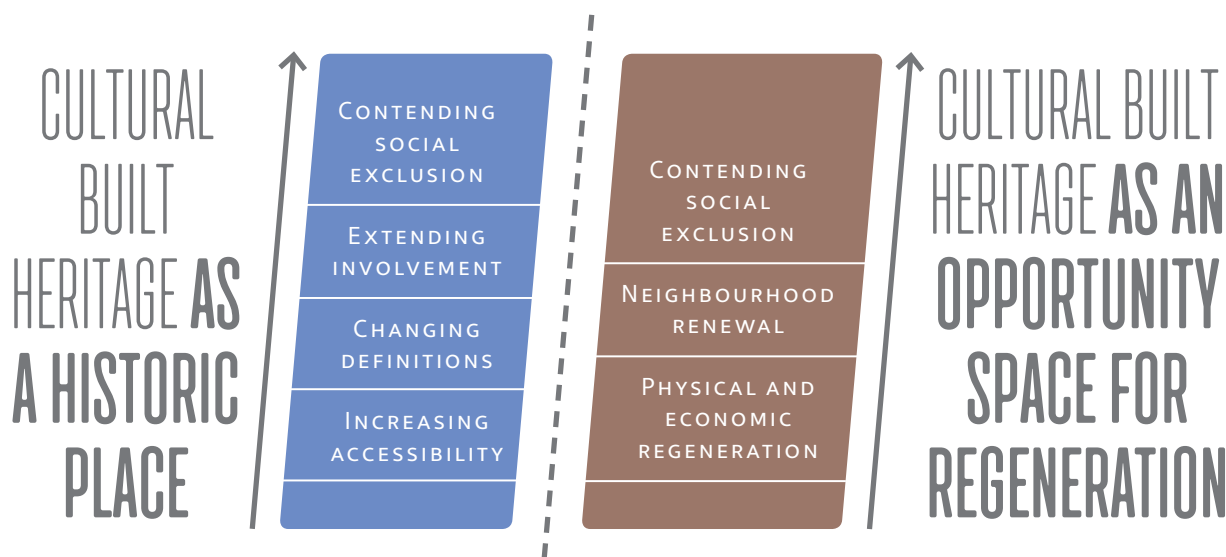 CULTURAL
BUILT
HERITAGE AS
A HISTORIC
PLACE
CONTENDING
SOCIAL
EXCLUSION
EXTENDING
INVOLVEMENT
CHANGING
DEFINITIONS
INCREASING
ACCESSIBILITY
CONTENDING
SOCIAL
EXCLUSION
NEIGHBOURHOOD
RENEWAL
PHYSICAL AND
ECONOMIC
REGENERATION
CULTURAL BUILT
HERITAGE AS AN
OPPORTUNITY
SPACE FOR
REGENERATION